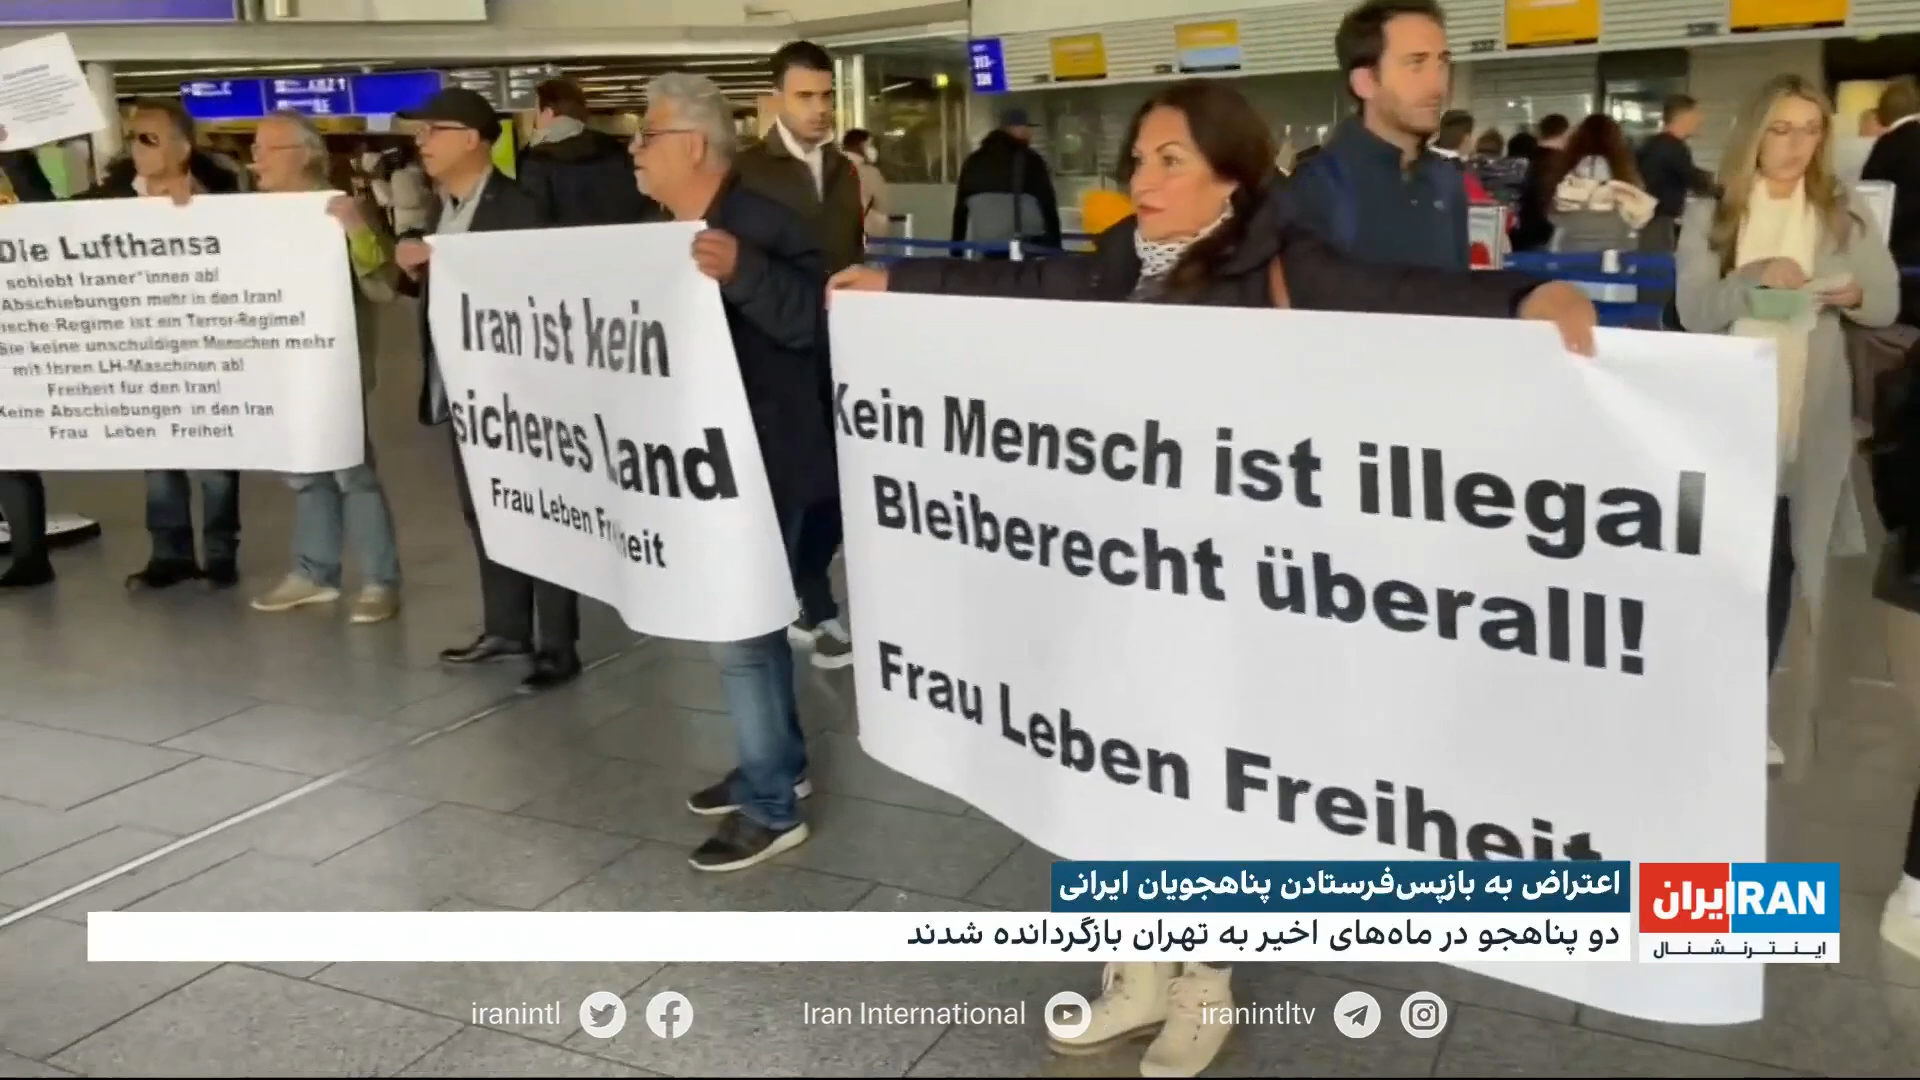 Die Lufthansa
schiebt Iraner*innen ab!
Abschiebungen mehr in den Iran!
ische Regime ist ein Terror-Regime!
Sie keine unschuldigen Menschen mehr
mit Ihren LH-Maschinen ab!
Freiheit für den Iran!
Keine Abschiebungen in den Iran
Frau Leben Freiheit
Iran ist kein
sicheres Land
Frau Leben Freiheit
Kein Mensch ist illegal
Bleiberecht überall!
Frau Leben Freiheit
اعتراض به بازپس‌فرستادن پناهجویان ایرانی
دو پناهجو در ماه‌های اخیر به تهران بازگردانده شدند
ایران IRAN
اینترنشنال
iranintl
Iran International
iranintltv